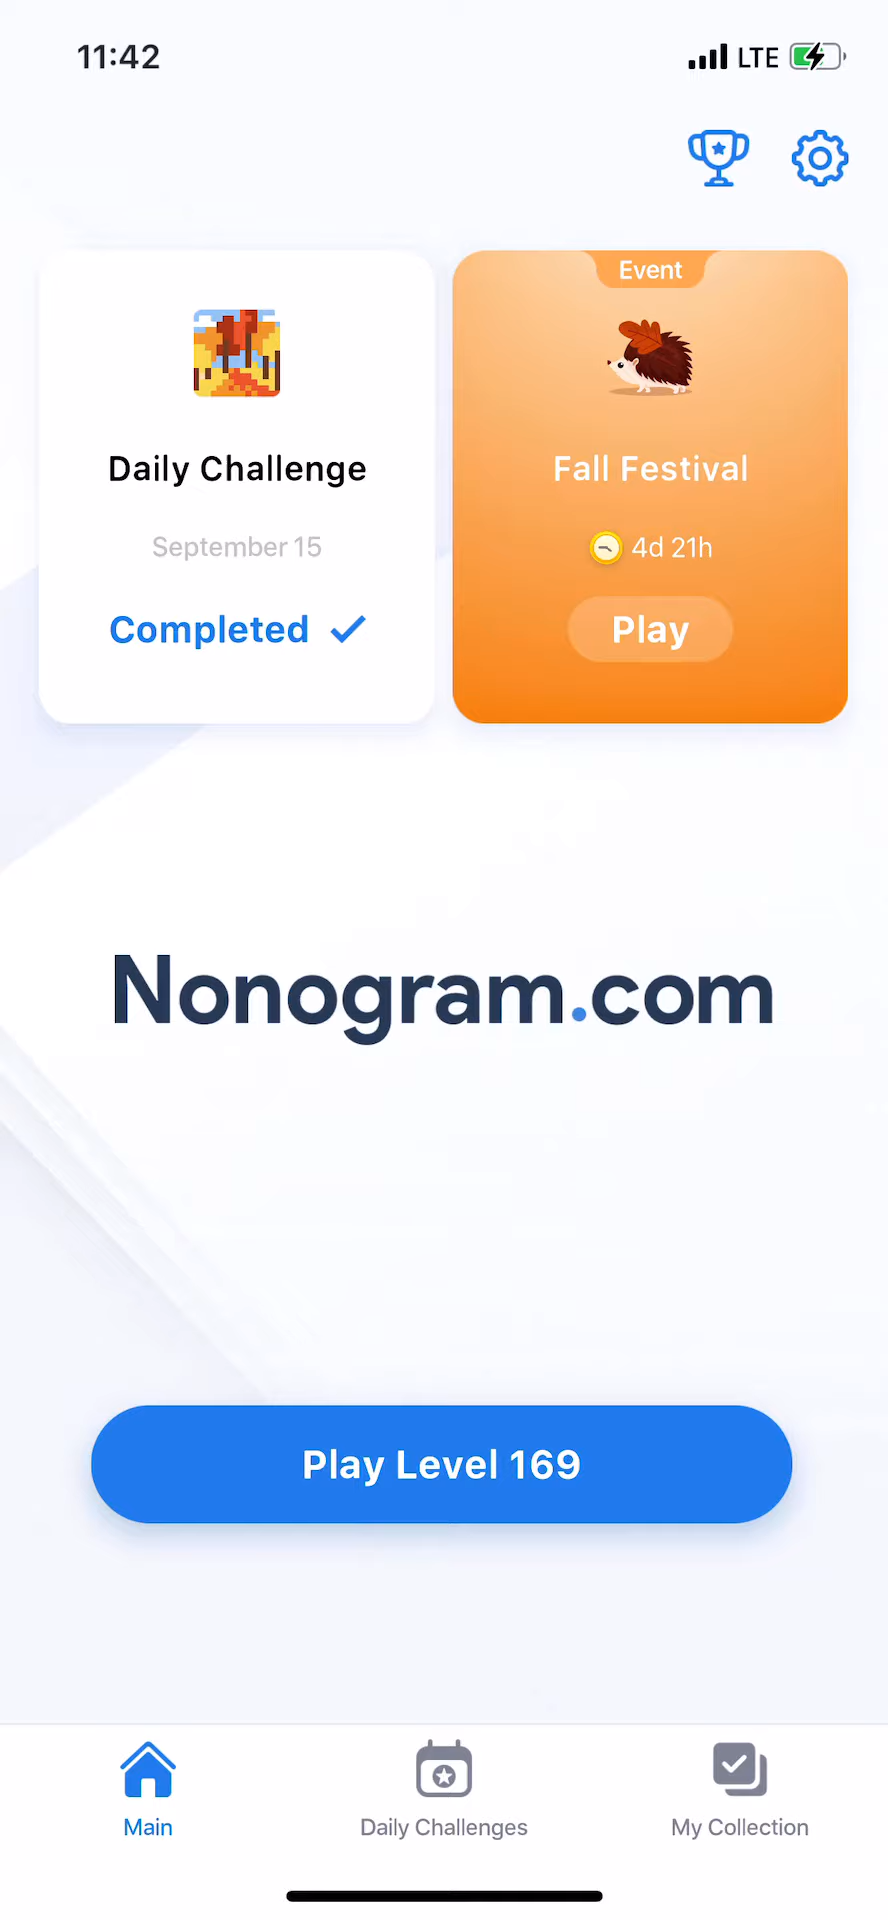 11:42
LTE
Event
Daily Challenge
Fall Festival
September 15
4d 21h
Completed
Play
Nonogram.com
Play Level 169
Main
Daily Challenges
My Collection